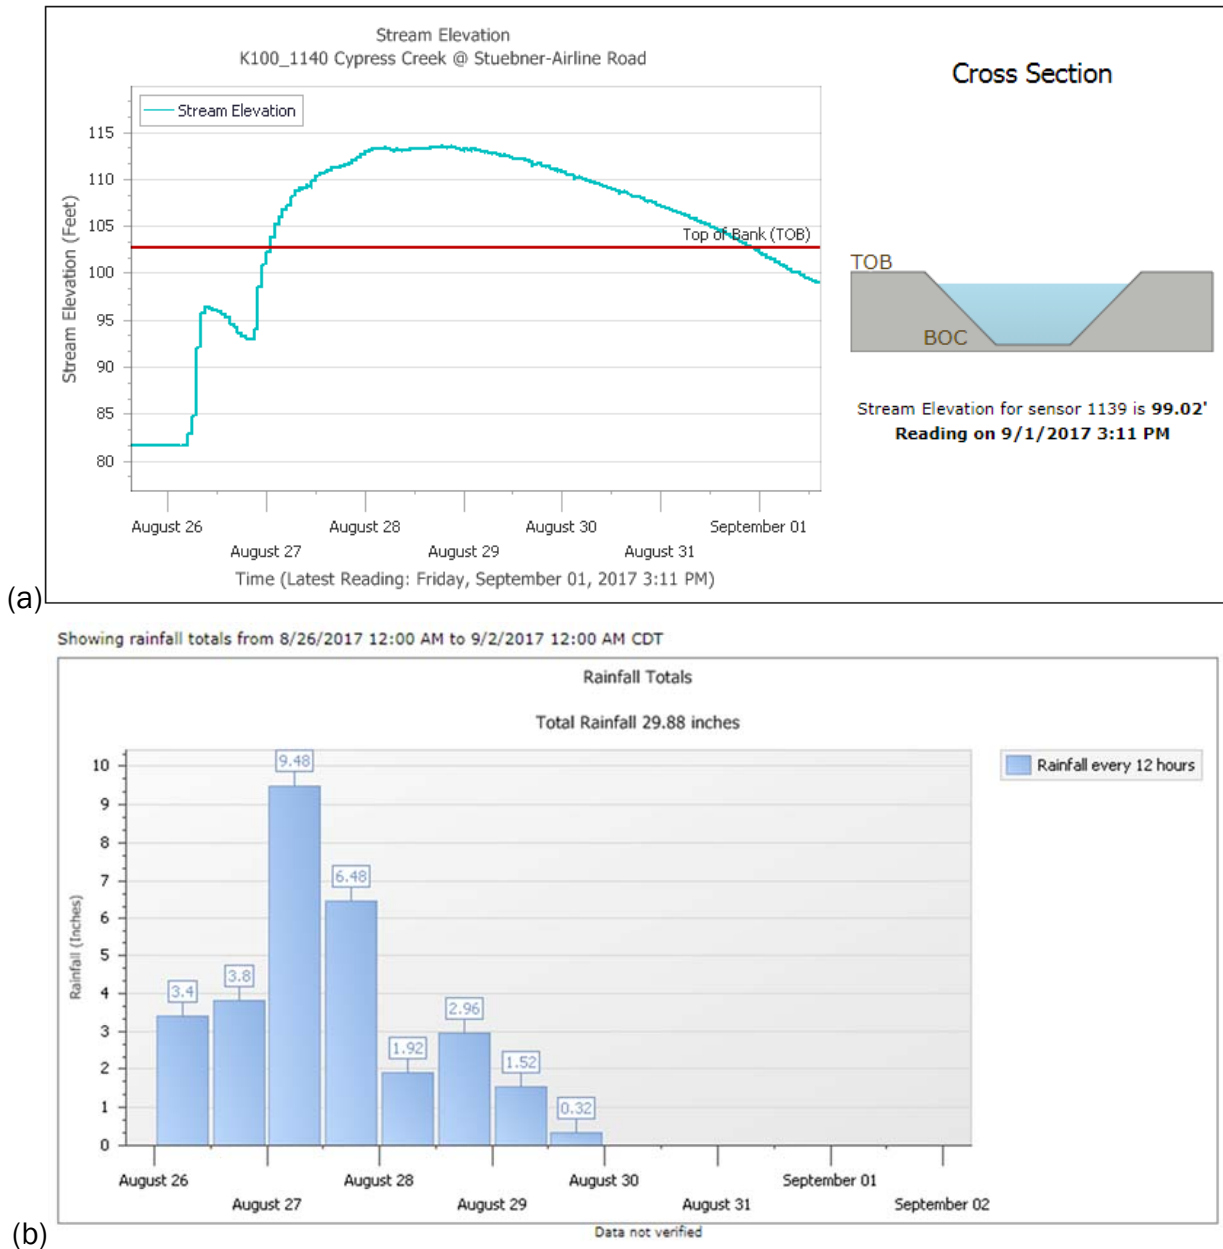 Stream Elevation
K100_1140 Cypress Creek @ Stuebner-Airline Road
Stream Elevation
Stream Elevation (Feet)
115
110
105
100
95
90
85
80
Top of Bank (TOB)
August 26
August 27
August 28
August 29
August 30
August 31
September 01
Time (Latest Reading: Friday, September 01, 2017 3:11 PM)
Cross Section
TOB
BOC
Stream Elevation for sensor 1139 is 99.02'
Reading on 9/1/2017 3:11 PM
(a)
Showing rainfall totals from 8/26/2017 12:00 AM to 9/2/2017 12:00 AM CDT
Rainfall Totals
Total Rainfall 29.88 inches
Rainfall (Inches)
10
9
8
7
6
5
4
3
2
1
0
3.4
3.8
9.48
6.48
1.92
2.96
1.52
0.32
Rainfall every 12 hours
August 26
August 27
August 28
August 29
August 30
August 31
September 01
September 02
Data not verified
(b)